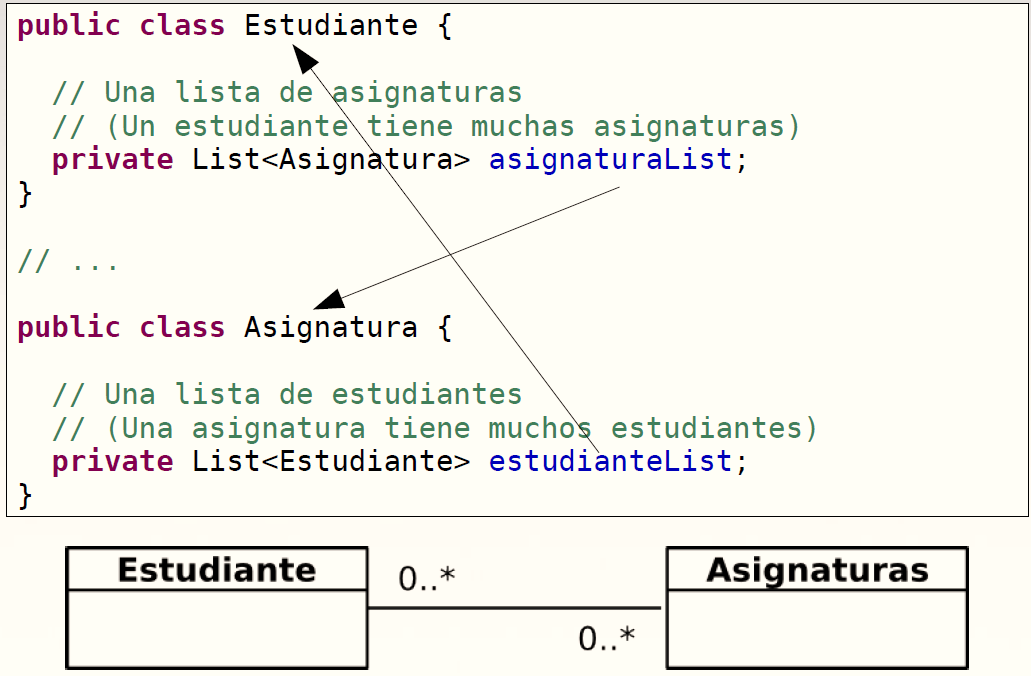 public class Estudiante {
// Una lista de asignaturas
// (Un estudiante tiene muchas asignaturas)
private List<Asignatura> asignaturaList;
}
// ...
public class Asignatura {
// Una lista de estudiantes
// (Una asignatura tiene muchos estudiantes)
private List<Estudiante> estudianteList;
}
Estudiante
0..*
Asignaturas
0..*